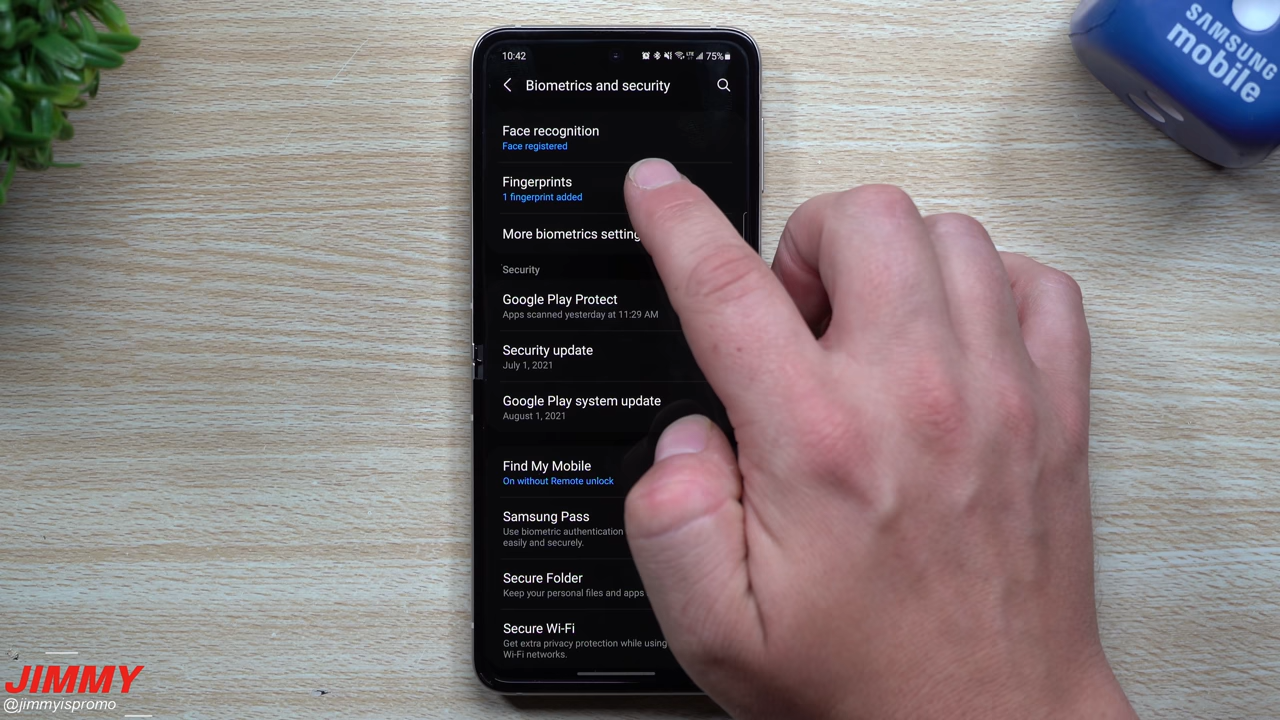 10:42
LTE
75%
Biometrics and security
Face recognition
Face registered
Fingerprints
1 fingerprint added
More biometrics setting
Security
Google Play Protect
Apps scanned yesterday at 11:29 AM
Security update
July 1, 2021
Google Play system update
August 1, 2021
Find My Mobile
On without Remote unlock
Samsung Pass
Use biometric authentication
easily and securely.
Secure Folder
Keep your personal files and apps
Secure Wi-Fi
Get extra privacy protection while using
Wi-Fi networks.
SAMSUNG
mobile
JIMMY
@jimmyispromo